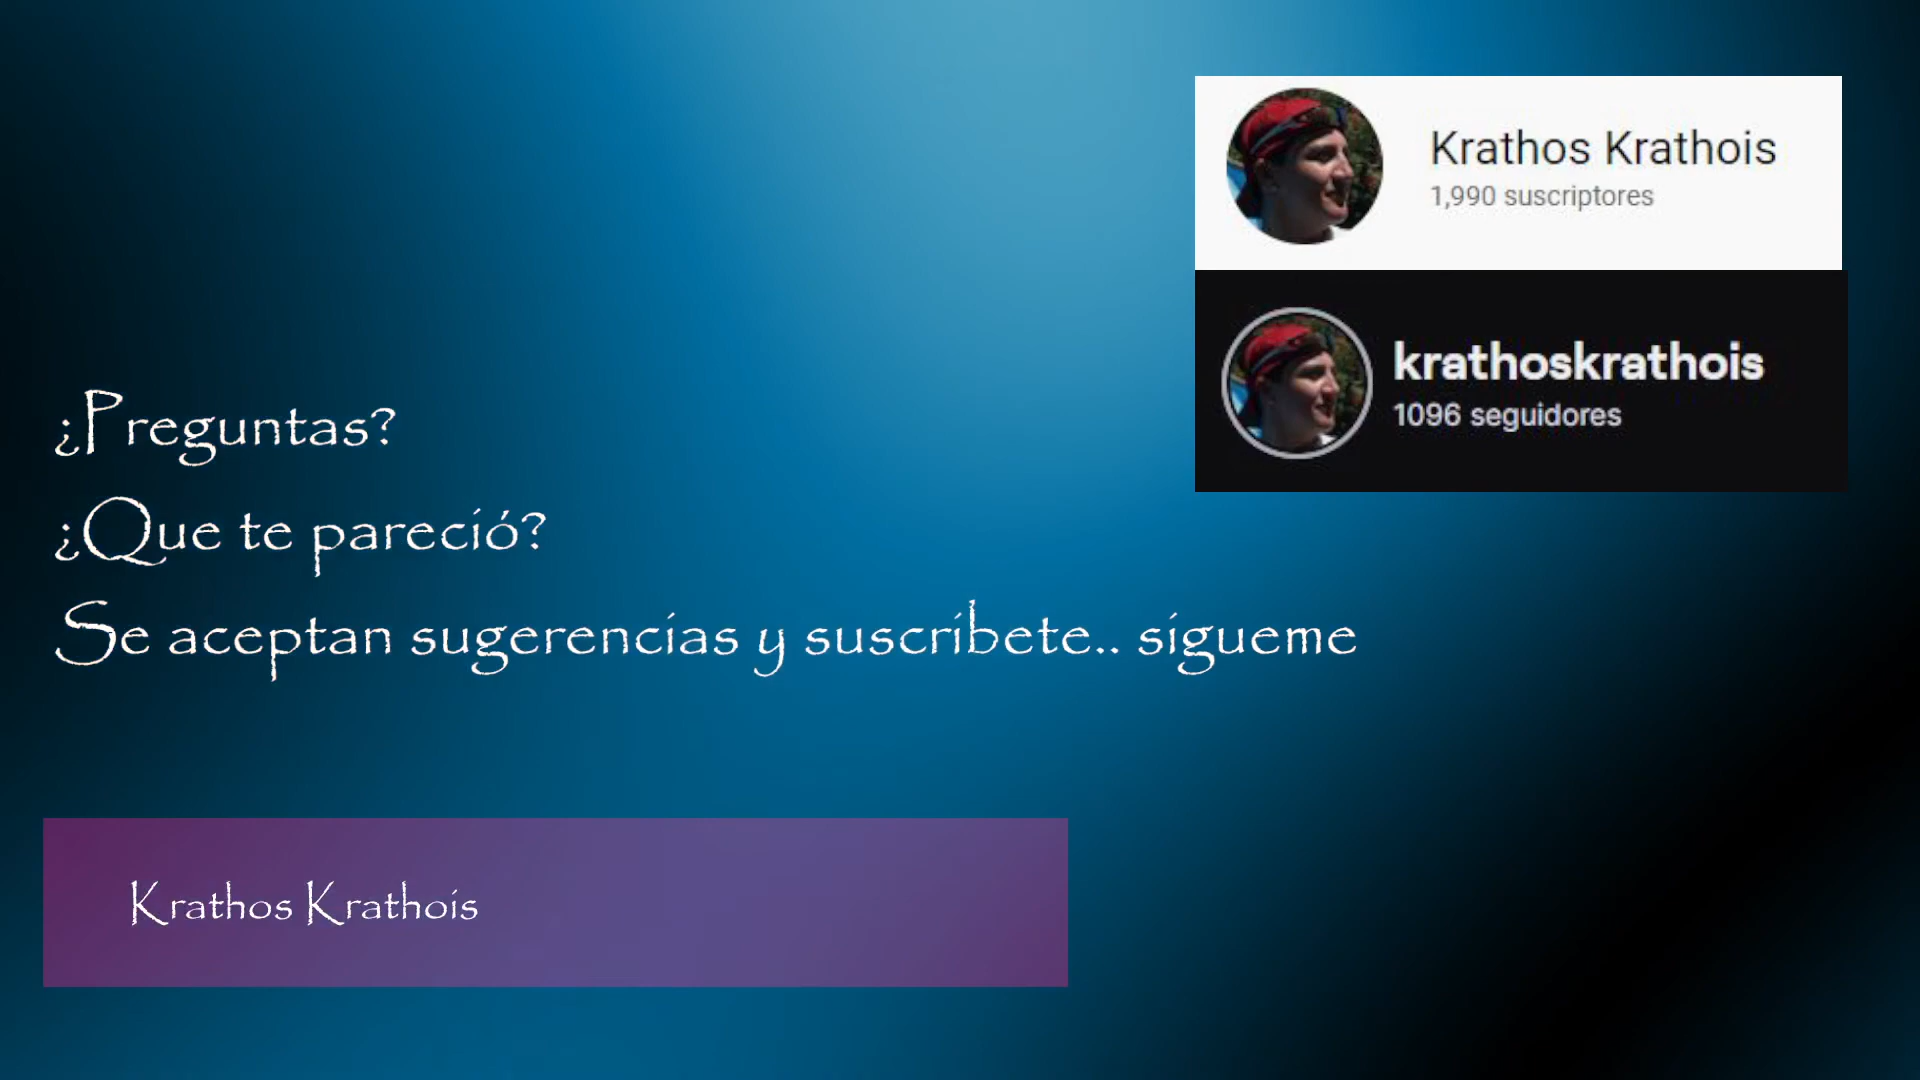 Krathos Krathois
1,990 suscriptores
krathoskrathois
1096 seguidores
¿Preguntas?
¿Que te pareció?
Se aceptan sugerencias y suscribete.. sigueme
Krathos Krathois